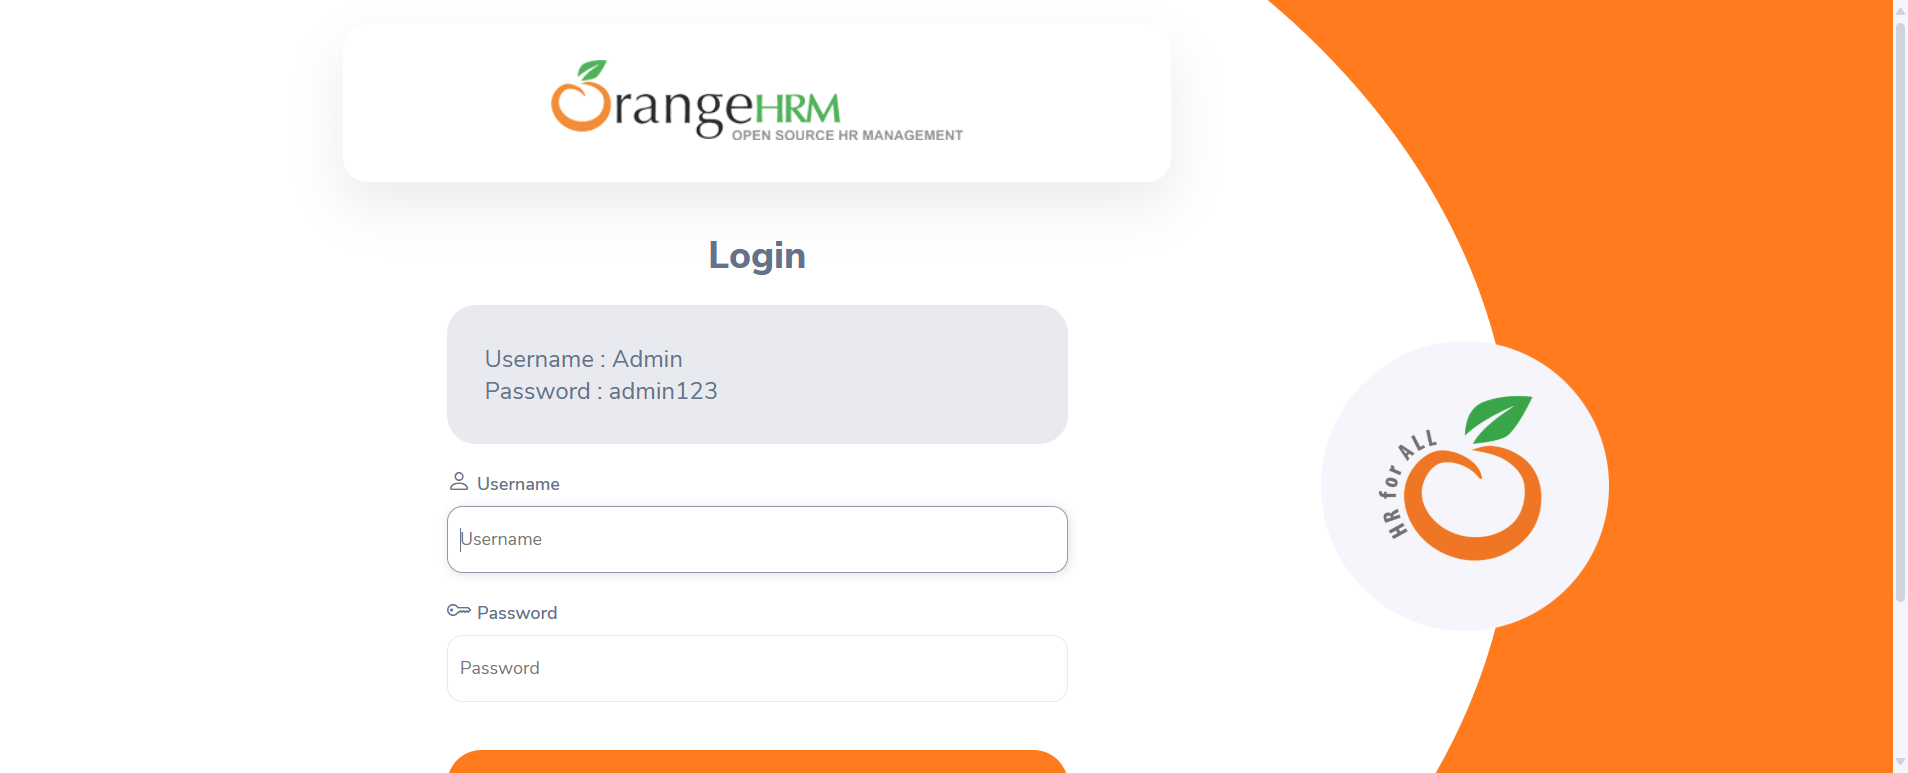 OrangeHRM
OPEN SOURCE HR MANAGEMENT
Login
Username : Admin
Password : admin123
Username
Username
Password
Password
HR for ALL